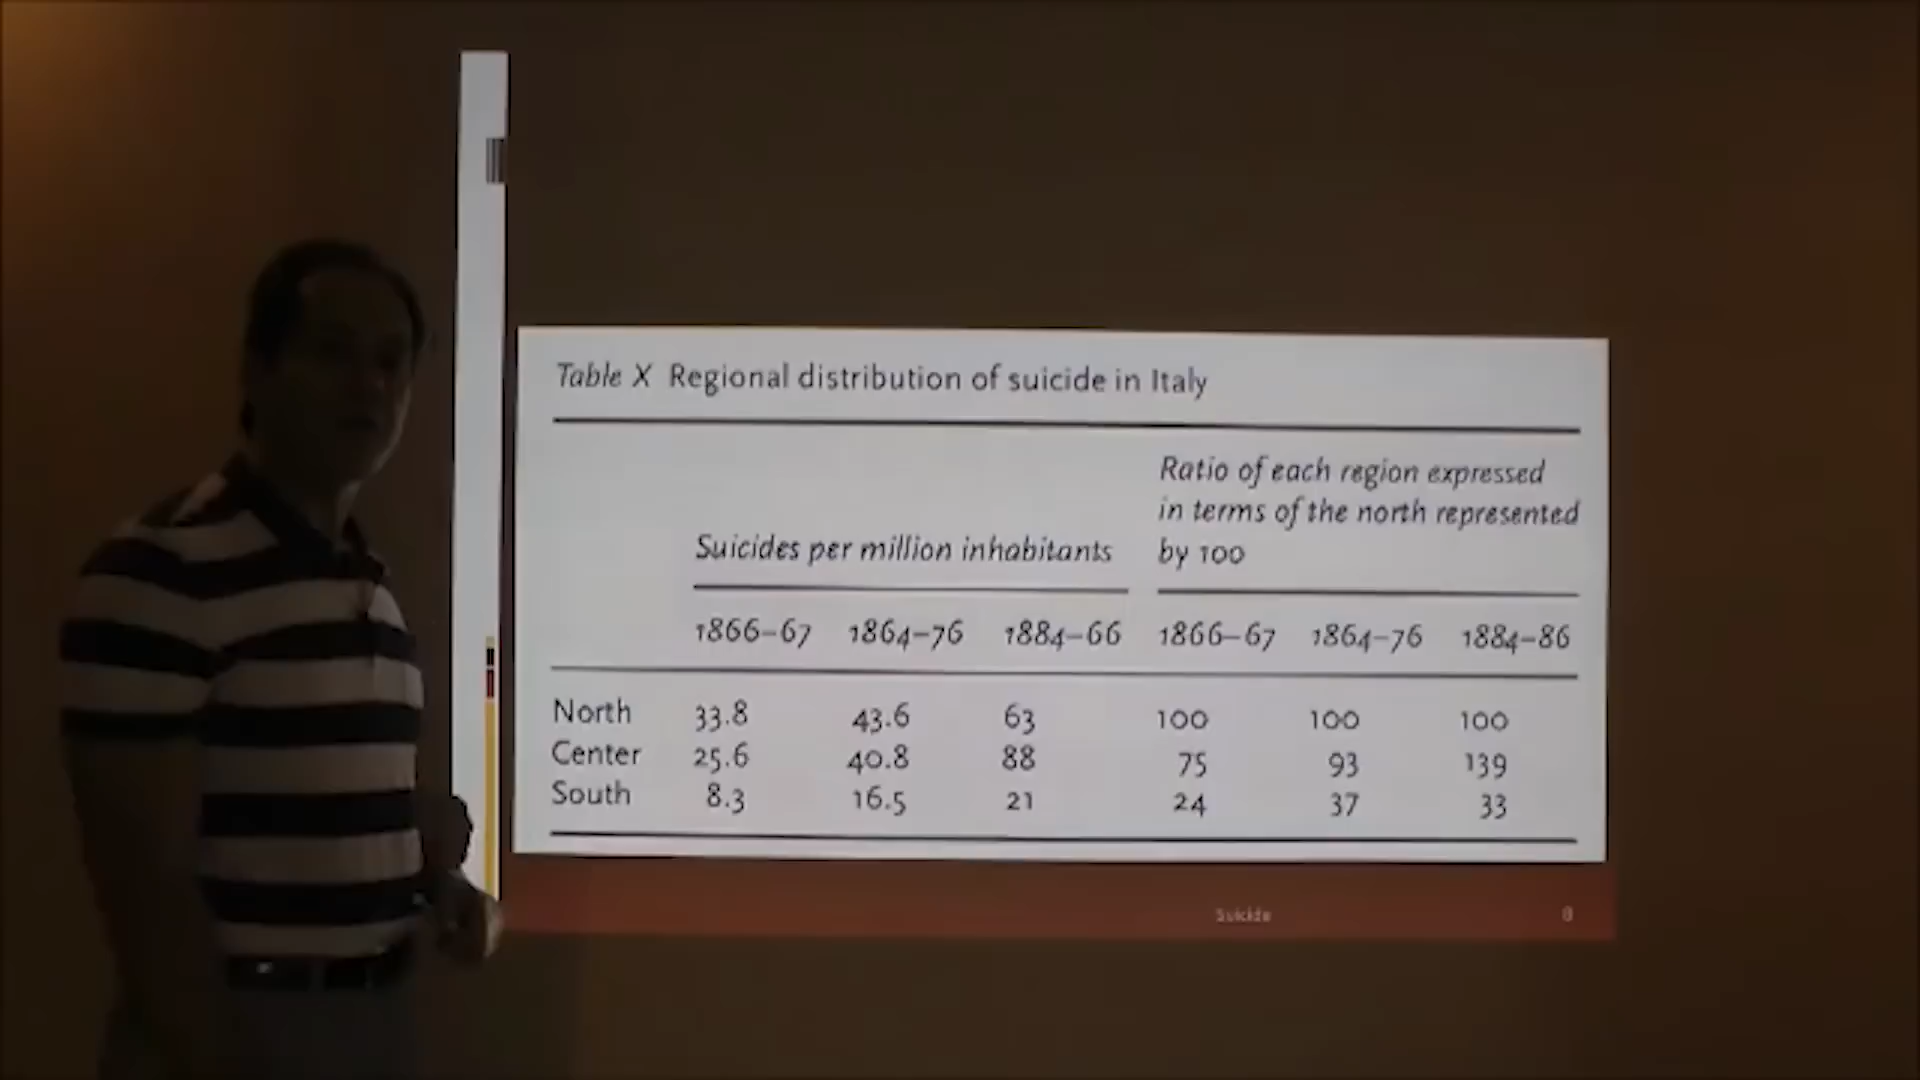 Table X Regional distribution of suicide in Italy
Ratio of each region expressed
in terms of the north represented
Suicides per million inhabitants by 100
1866–67 1864–76 1884–66 1866–67 1864–76 1884–86
North 33.8 43.6 63 100 100 100
Center 25.6 40.8 88 75 93 139
South 8.3 16.5 21 24 37 33
Suicide 8